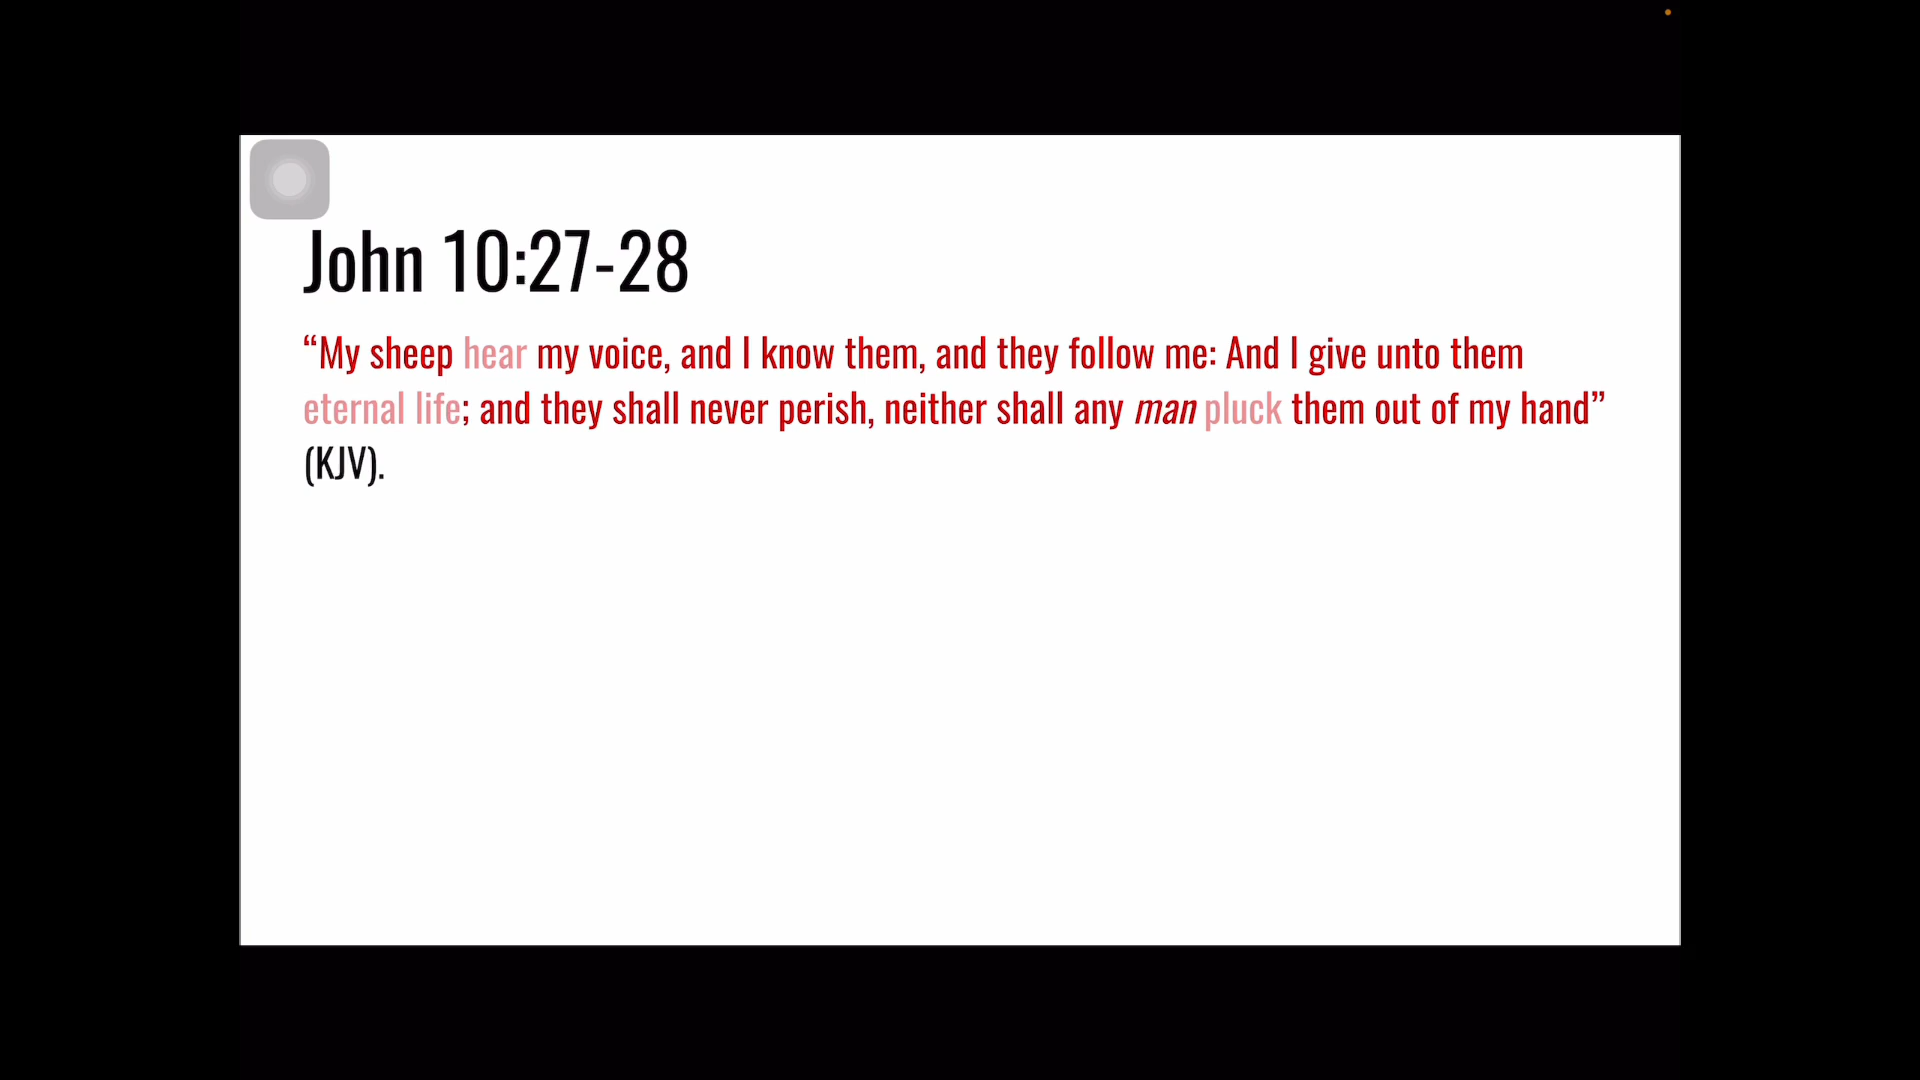 John 10:27-28
“My sheep hear my voice, and I know them, and they follow me: And I give unto them
eternal life; and they shall never perish, neither shall any man pluck them out of my hand”
(KJV).